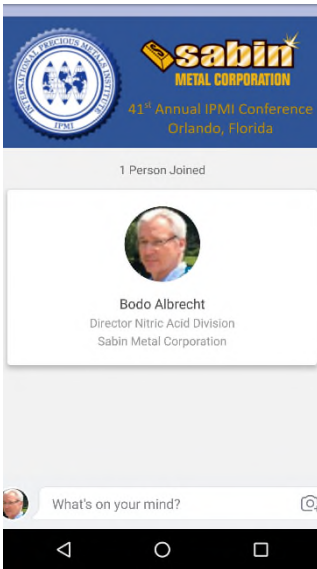 INTERNATIONAL PRECIOUS METALS INSTITUTE
IPMI
sabin
METAL CORPORATION
41st Annual IPMI Conference
Orlando, Florida
1 Person Joined
Bodo Albrecht
Director Nitric Acid Division
Sabin Metal Corporation
What's on your mind?